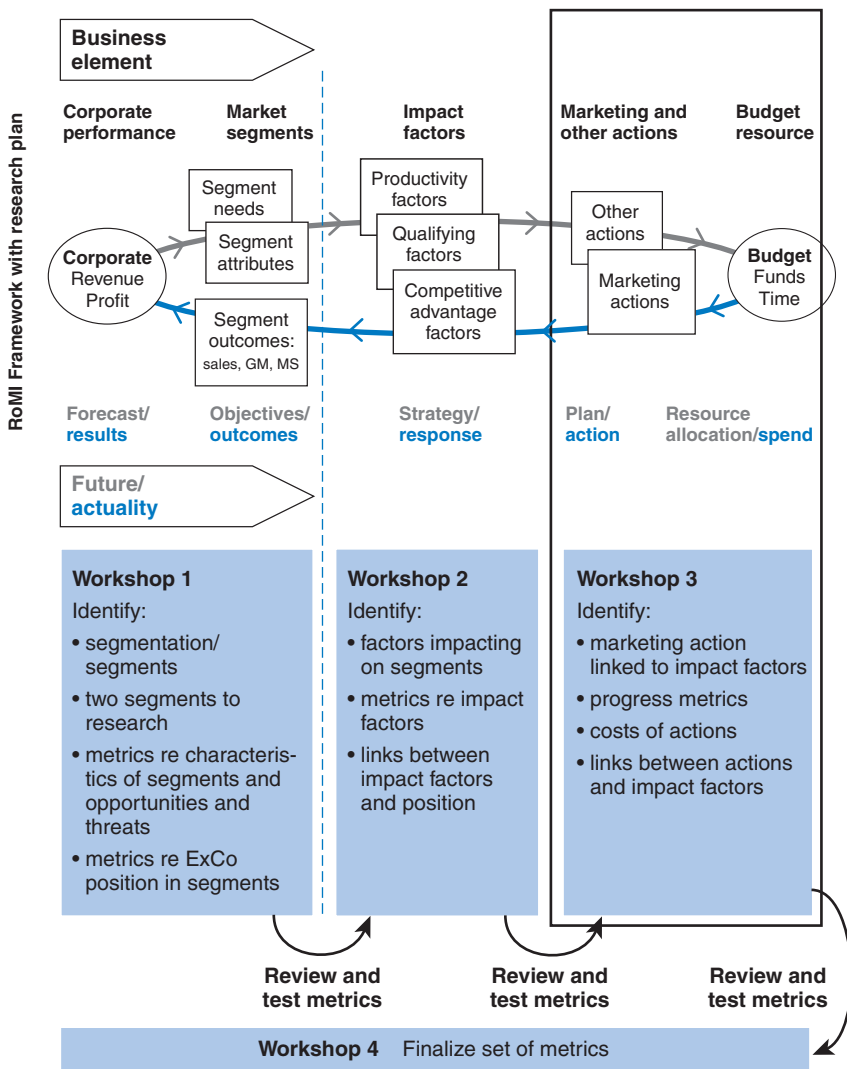 RoMI Framework with research plan
Business
element
Corporate
performance
Market
segments
Impact
factors
Marketing and
other actions
Budget
resource
Segment
needs
Segment
attributes
Productivity
factors
Qualifying
factors
Competitive
advantage
factors
Other
actions
Marketing
actions
Corporate
Revenue
Profit
Budget
Funds
Time
Segment
outcomes:
sales, GM, MS
Forecast/
results
Objectives/
outcomes
Strategy/
response
Plan/
action
Resource
allocation/spend
Future/
actuality
Workshop 1
Identify:
• segmentation/
segments
• two segments to
research
• metrics re characteris-
tics of segments and
opportunities and
threats
• metrics re ExCo
position in segments
Workshop 2
Identify:
• factors impacting
on segments
• metrics re impact
factors
• links between
impact factors
and position
Workshop 3
Identify:
• marketing action
linked to impact factors
• progress metrics
• costs of actions
• links between actions
and impact factors
Review and
test metrics
Review and
test metrics
Review and
test metrics
Workshop 4 Finalize set of metrics